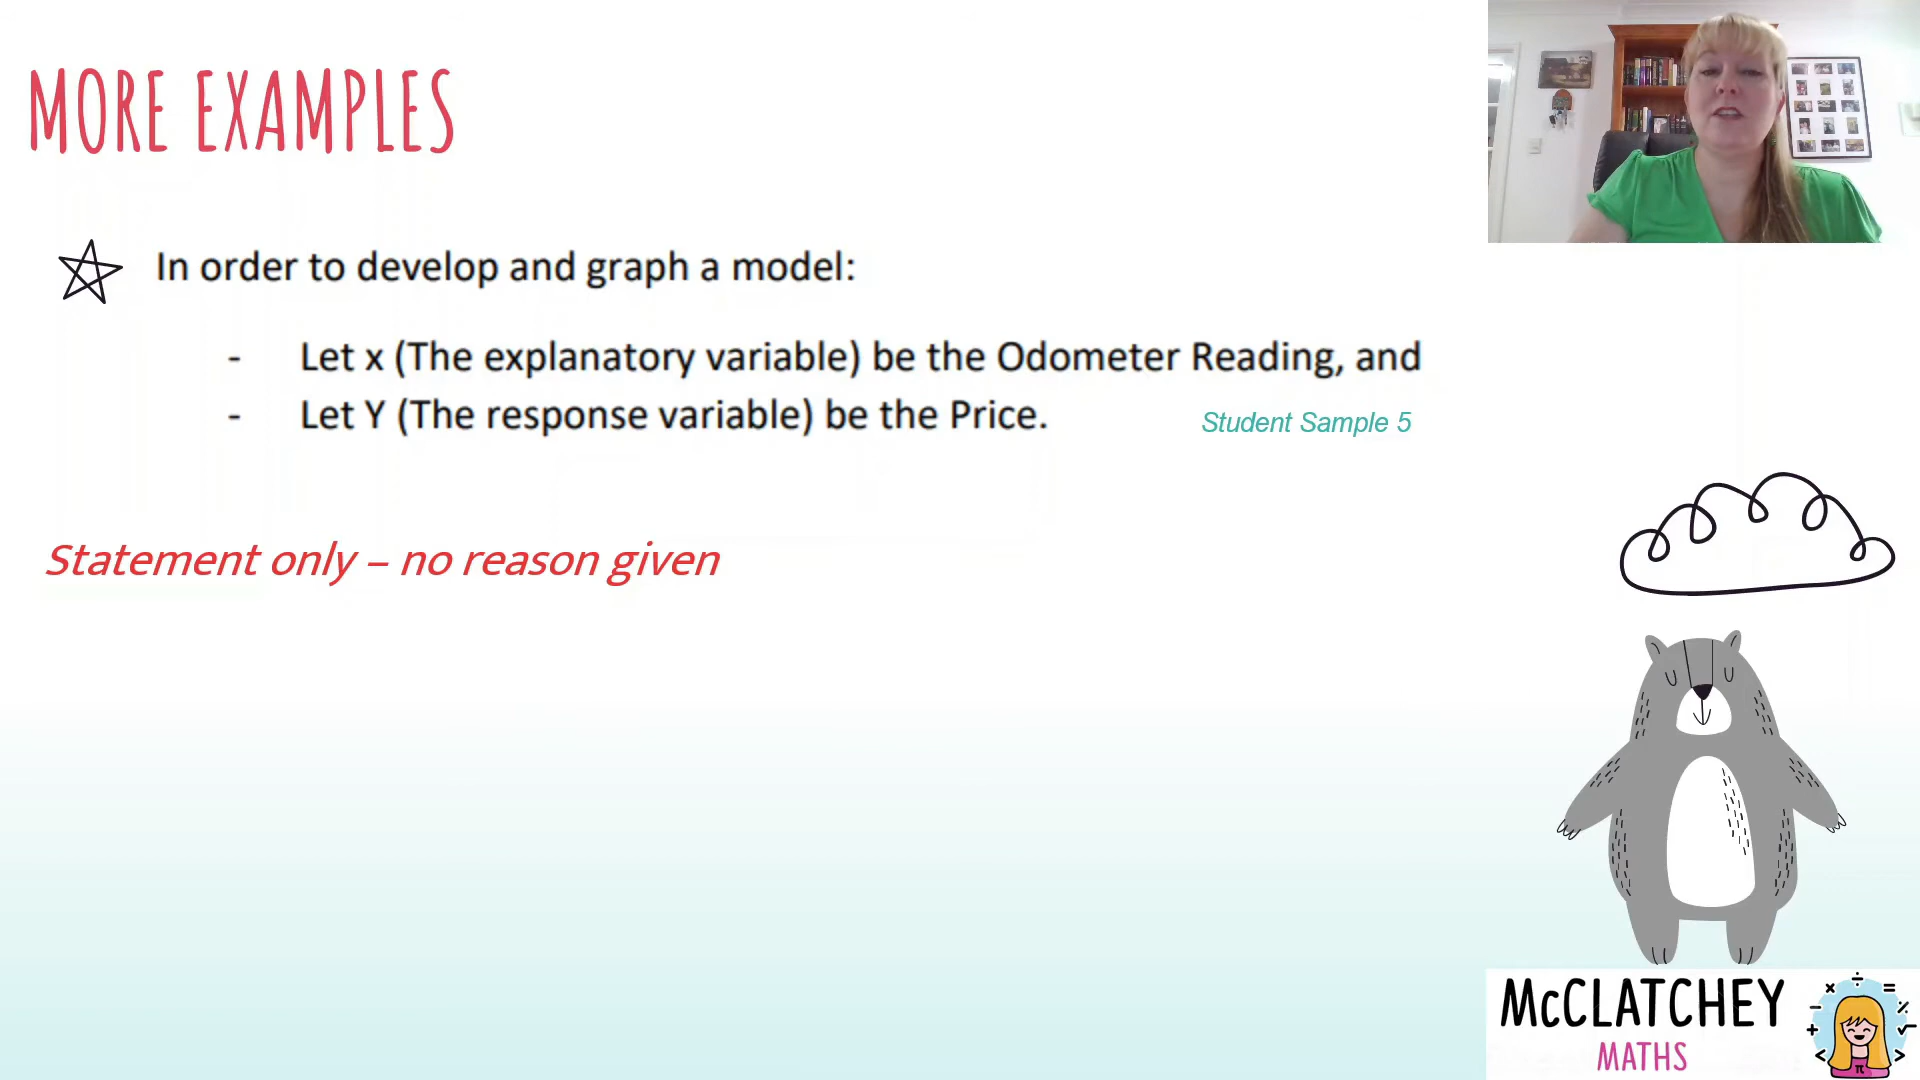 MORE EXAMPLES
In order to develop and graph a model:
- Let x (The explanatory variable) be the Odometer Reading, and
- Let Y (The response variable) be the Price.
Student Sample 5
Statement only – no reason given
McCLATCHEY
MATHS